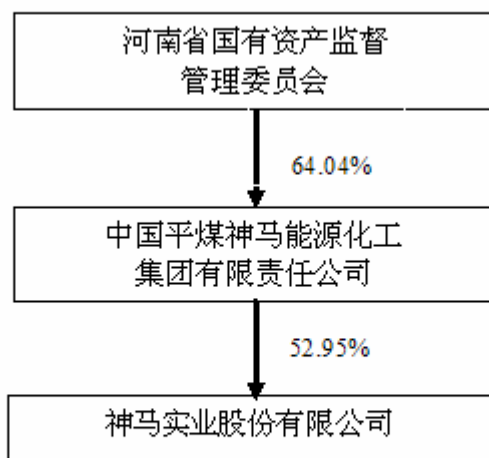 河南省国有资产监督
管理委员会
64.04%
中国平煤神马能源化工
集团有限责任公司
52.95%
神马实业股份有限公司